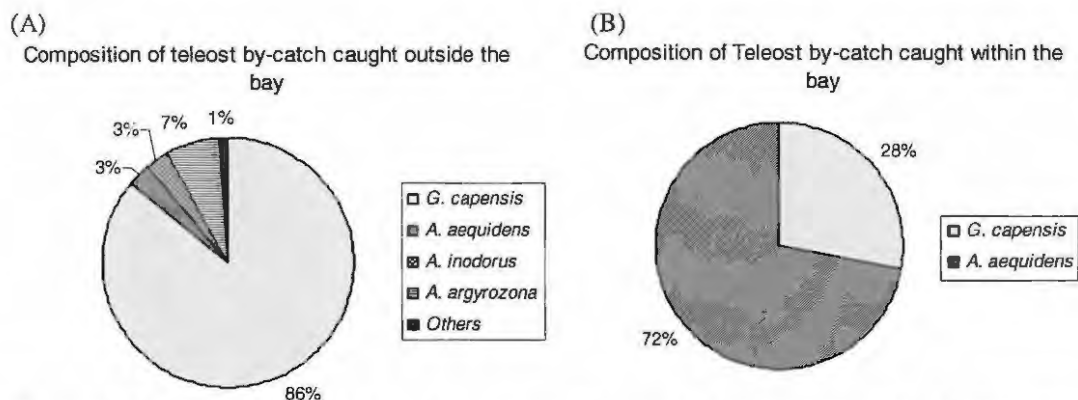 (A)
Composition of teleost by-catch caught outside the
bay
3%
3%
7%
1%
86%
G. capensis
A. aequidens
A. inodorus
A. argyrozona
Others
(B)
Composition of Teleost by-catch caught within the
bay
28%
72%
G. capensis
A. aequidens